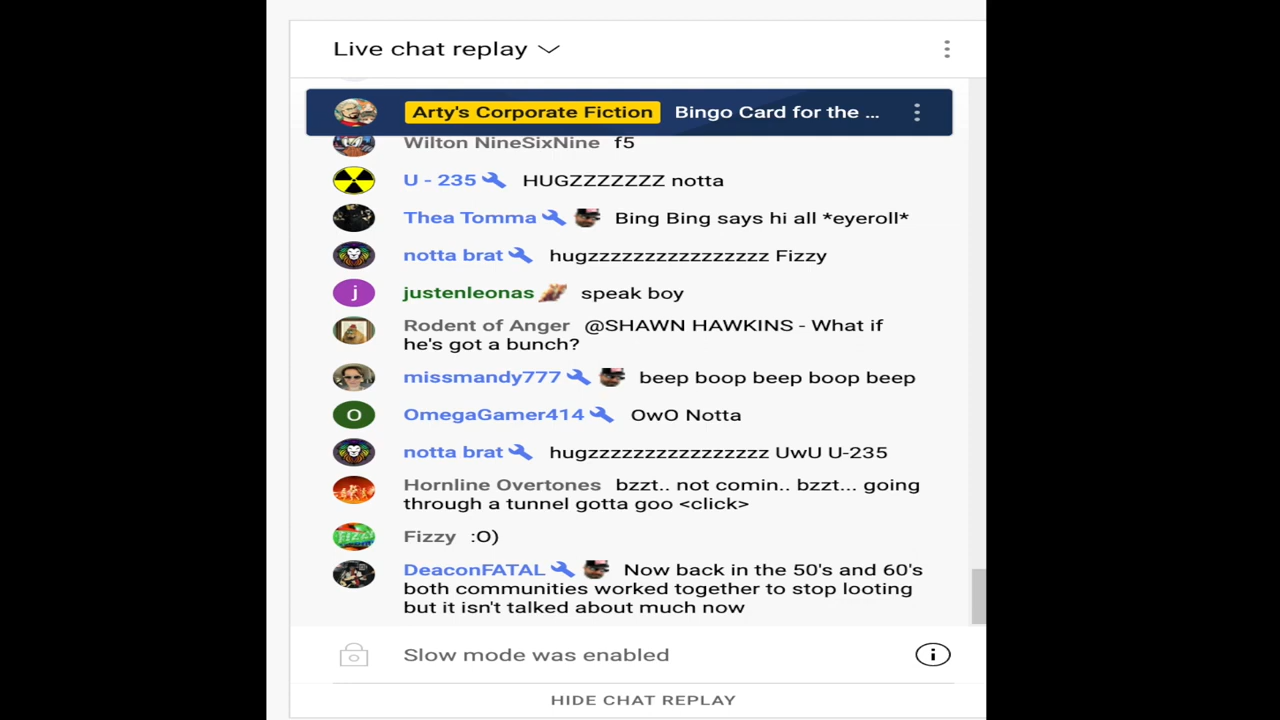 Live chat replay
Arty's Corporate Fiction Bingo Card for the ...
Wilton NineSixNine f5
U - 235 HUGZZZZZZZ notta
Thea Tomma Bing Bing says hi all *eyeroll*
notta brat hugzzzzzzzzzzzzzzzz Fizzy
j justenleonas speak boy
Rodent of Anger @SHAWN HAWKINS - What if
he's got a bunch?
missmandy777 beep boop beep boop beep
O OmegaGamer414 OwO Notta
notta brat hugzzzzzzzzzzzzzzzz UwU U-235
Hornline Overtones bzzt.. not comin.. bzzt... going
through a tunnel gotta goo <click>
FIZZY Fizzy :O)
DeaconFATAL Now back in the 50's and 60's
both communities worked together to stop looting
but it isn't talked about much now
Slow mode was enabled
HIDE CHAT REPLAY